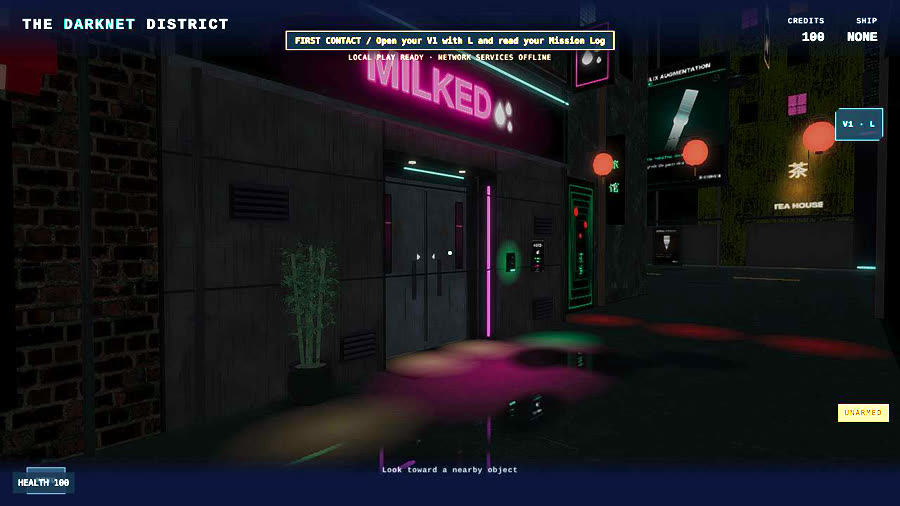 THE DARKNET DISTRICT
CREDITS
100
SHIP
NONE
FIRST CONTACT / Open your V1 with L and read your Mission Log
LOCAL PLAY READY · NETWORK SERVICES OFFLINE
MILKED
LIX AUGMENTATION
V1 · L
茶
TEA HOUSE
UNARMED
Look toward a nearby object
HEALTH 100